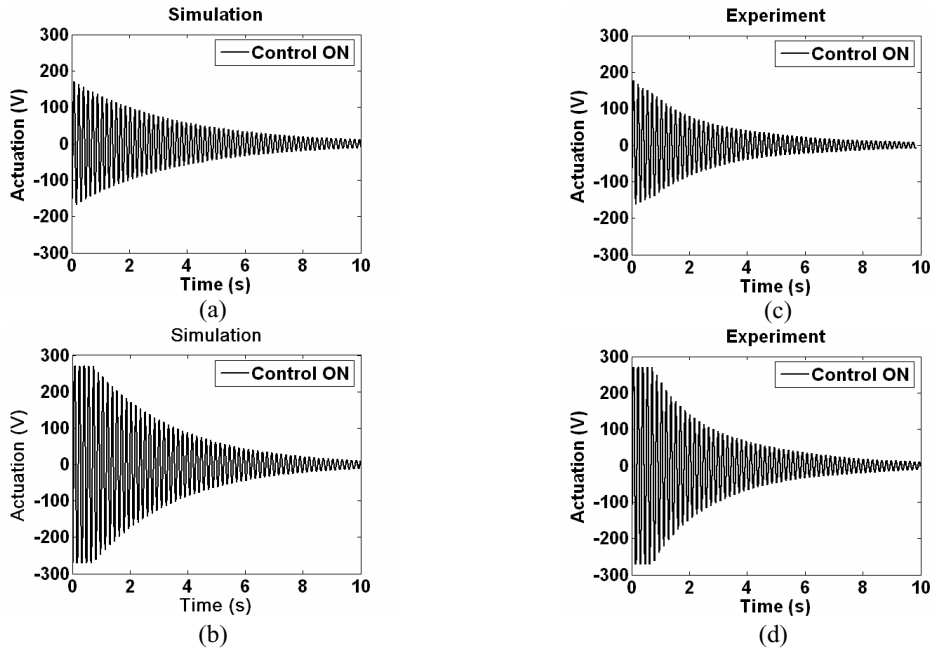 Simulation
Control ON
Actuation (V)
300
200
100
0
-100
-200
-300
0 2 4 6 8 10
Time (s)
(a)
Experiment
Control ON
Actuation (V)
300
200
100
0
-100
-200
-300
0 2 4 6 8 10
Time (s)
(c)
Simulation
Control ON
Actuation (V)
300
200
100
0
-100
-200
-300
0 2 4 6 8 10
Time (s)
(b)
Experiment
Control ON
Actuation (V)
300
200
100
0
-100
-200
-300
0 2 4 6 8 10
Time (s)
(d)